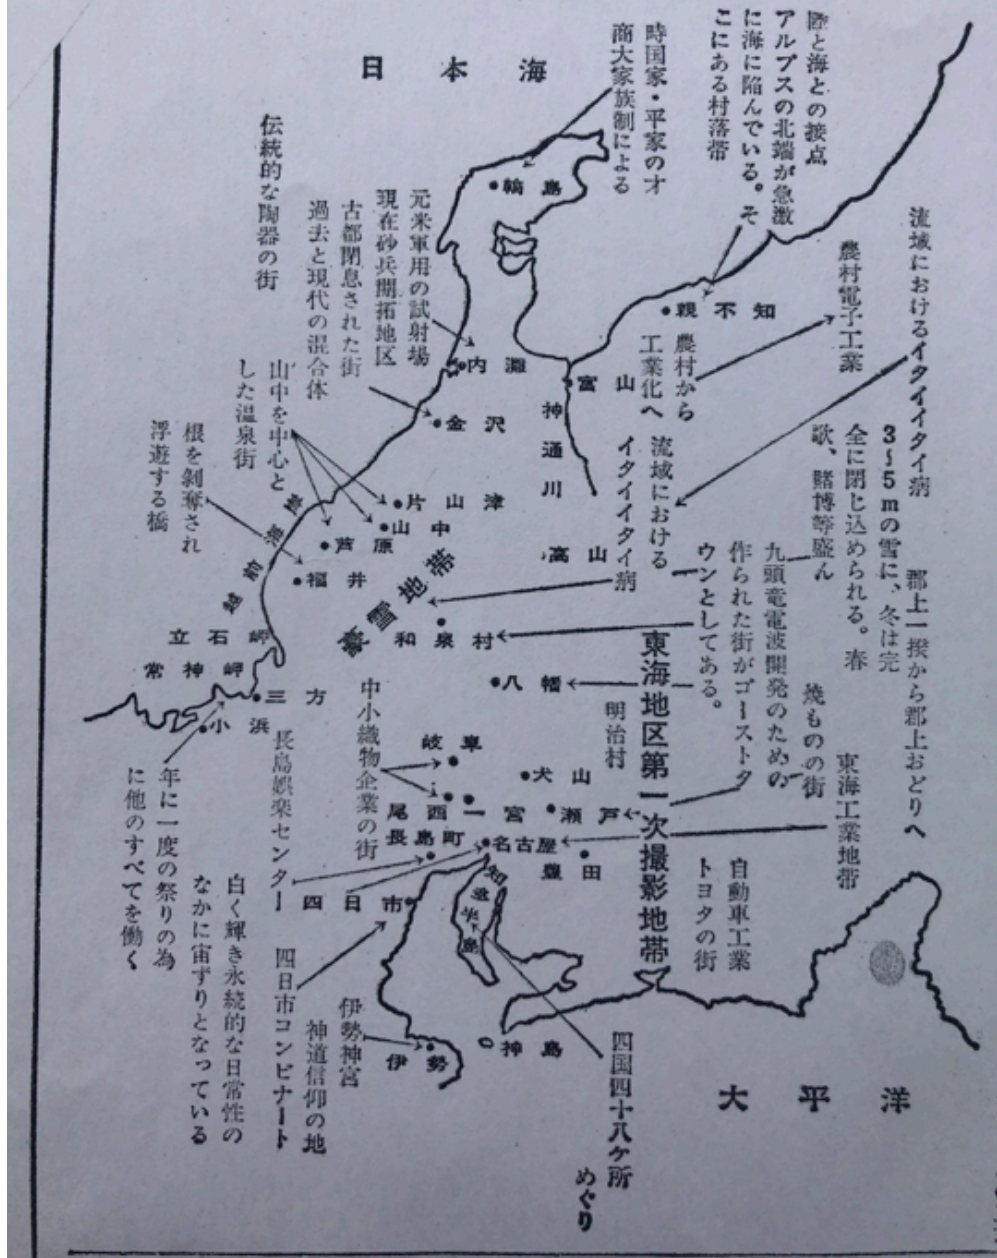 陸と海との接点
アルプスの北端が急激
に海に陥んでいる。そ
こにある村落帯
時国家・平家の才
商大家族制による
日本海
伝統的な陶器の街
元米軍用の試射場
現在砂兵開拓地区
古都閉息された街
過去と現代の混合体
流域におけるイタイイタイ病
農村電子工業
農村から
工業化へ
輪島
親不知
内灘
富山
神通川
金沢
山中を中心と
した温泉街
根を剝奪され
浮遊する橋
片山津
山中
芦原
福井
越前海岸
豪雪地帯
流域における
イタイイタイ病
高山
3~5mの雪に、冬は完
全に閉じ込められる。春
歌、賭博等盛ん
郡上一揆から郡上おどりへ
九頭竜電波開発のための
作られた街がゴーストタ
ウンとしてある。
和泉村
八幡
立石岬
常神岬
三方
小浜
東海地区第一次撮影地帯
明治村
焼ものの街
東海工業地帯
中小織物企業の街
長島娯楽センター
岐阜
犬山
尾西一宮
瀬戸
長島町
名古屋
豊田
四日市
知多半島
自動車工業
トヨタの街
年に一度の祭りの為
に他のすべてを働く
白く輝き永続的な日常性の
なかに宙ずりとなっている
四日市コンビナート
伊勢神宮
神道信仰の地
伊勢
神島
四国四十八ケ所
めぐり
大平洋